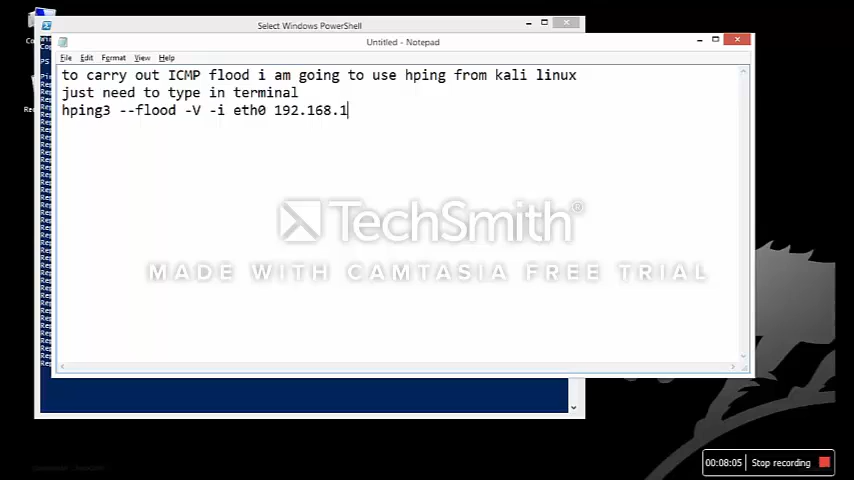 Select Windows PowerShell
Untitled - Notepad
File Edit Format View Help
to carry out ICMP flood i am going to use hping from kali linux
just need to type in terminal
hping3 --flood -V -i eth0 192.168.1
TechSmith®
MADE WITH CAMTASIA FREE TRIAL
00:08:05 Stop recording